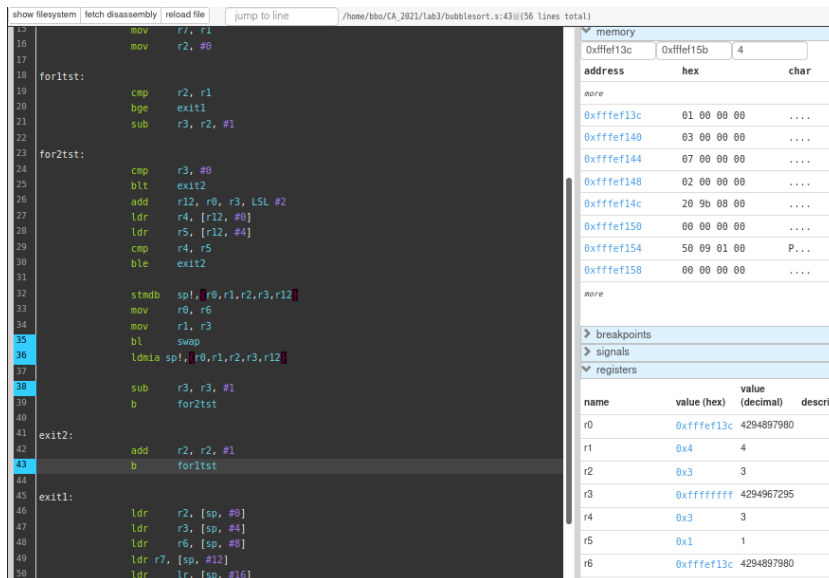 show filesystem fetch disassembly reload file jump to line /home/bbo/CA_2021/lab3/bubblesort.s:43 (56 lines total)
15 mov r7, r1
16 mov r2, #0
17
18 for1tst:
19 cmp r2, r1
20 bge exit1
21 sub r3, r2, #1
22
23 for2tst:
24 cmp r3, #0
25 blt exit2
26 add r12, r0, r3, LSL #2
27 ldr r4, [r12, #0]
28 ldr r5, [r12, #4]
29 cmp r4, r5
30 ble exit2
31
32 stmdb sp!,{r0,r1,r2,r3,r12}
33 mov r0, r6
34 mov r1, r3
35 bl swap
36 ldmia sp!,{r0,r1,r2,r3,r12}
37
38 sub r3, r3, #1
39 b for2tst
40
41 exit2:
42 add r2, r2, #1
43 b for1tst
44
45 exit1:
46 ldr r2, [sp, #0]
47 ldr r3, [sp, #4]
48 ldr r6, [sp, #8]
49 ldr r7, [sp, #12]
50 ldr lr, [sp, #16]
memory
0xfffef13c 0xfffef15b 4
address hex char
more
0xfffef13c 01 00 00 00 ....
0xfffef140 03 00 00 00 ....
0xfffef144 07 00 00 00 ....
0xfffef148 02 00 00 00 ....
0xfffef14c 20 9b 08 00 ....
0xfffef150 00 00 00 00 ....
0xfffef154 50 09 01 00 P...
0xfffef158 00 00 00 00 ....
more
breakpoints
signals
registers
name value (hex) value (decimal) descri
r0 0xfffef13c 4294897980
r1 0x4 4
r2 0x3 3
r3 0xffffffff 4294967295
r4 0x3 3
r5 0x1 1
r6 0xfffef13c 4294897980